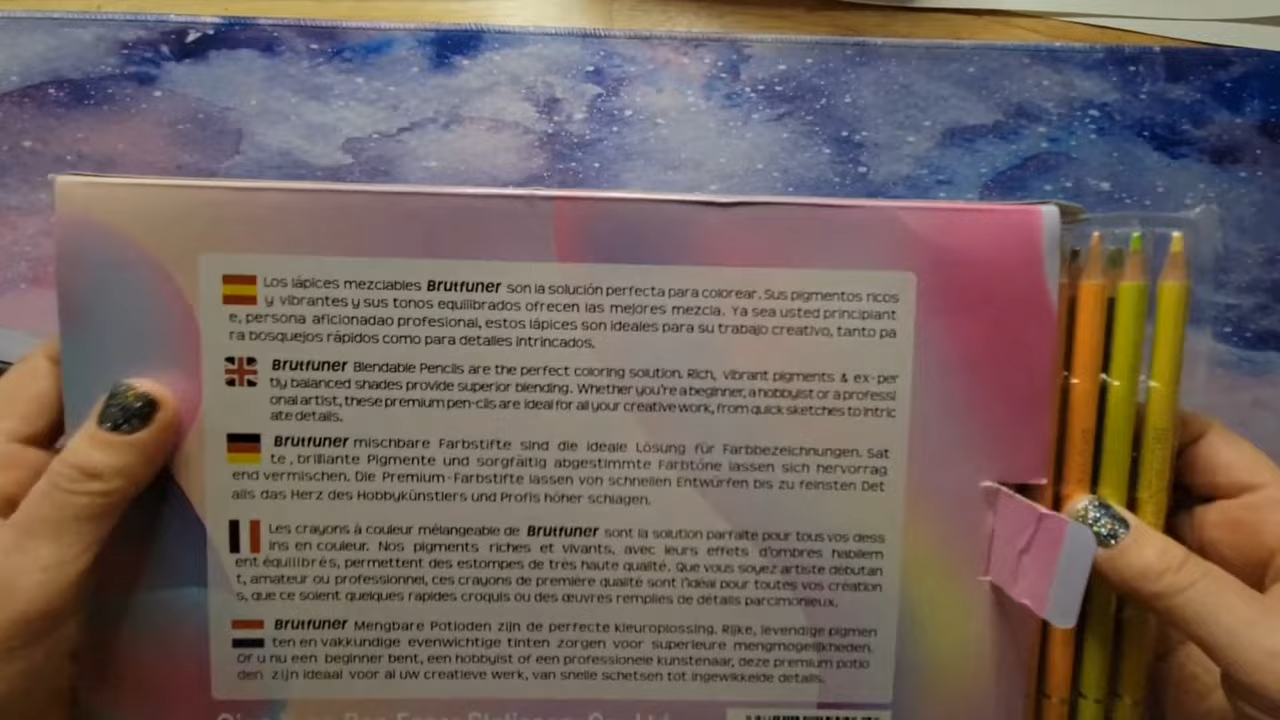 Los lápices mezclables Brutfuner son la solución perfecta para colorear. Sus pigmentos ricos
y vibrantes y sus tonos equilibrados ofrecen las mejores mezcla. Ya sea usted principiant
e, persona aficionadao profesional, estos lápices son ideales para su trabajo creativo, tanto pa
ra bosquejos rápidos como para detalles intrincados.
Brutfuner Blendable Pencils are the perfect coloring solution. Rich, vibrant pigments & ex-per
tly balanced shades provide superior blending. Whether you're a beginner, a hobbyist or a professi
onal artist, these premium pen-cils are ideal for all your creative work, from quick sketches to intric
ate details.
Brutfuner mischbare Farbstifte sind die ideale Lösung für Farbbezeichnungen. Sat
te, brilliante Pigmente und sorgfältig abgestimmte Farbtöne lassen sich hervorrag
end vermischen. Die Premium-Farbstifte lassen von schnellen Entwürfen bis zu feinsten Det
ails das Herz des Hobbykünstlers und Profis höher schlagen.
Les crayons à couleur mélangeable de Brutfuner sont la solution parfaite pour tous vos dess
ins en couleur. Nos pigments riches et vivants, avec leurs effets d'ombres habilem
ent équilibrés, permettent des estompes de très haute qualité. Que vous soyez artiste débutan
t, amateur ou professionnel, ces crayons de première qualité sont l'idéal pour toutes vos création
s, que ce soient quelques rapides croquis ou des œuvres remplies de détails parcimonieux.
Brutfuner Mengbare Potloden zijn de perfecte kleuroplossing. Rijke, levendige pigmen
ten en vakkundige evenwichtige tinten zorgen voor superieure mengmogelijkheden.
Of u nu een beginner bent, een hobbyist of een professionele kunstenaar, deze premium potlo
den zijn ideaal voor al uw creatieve werk, van snelle schetsen tot ingewikkelde details.